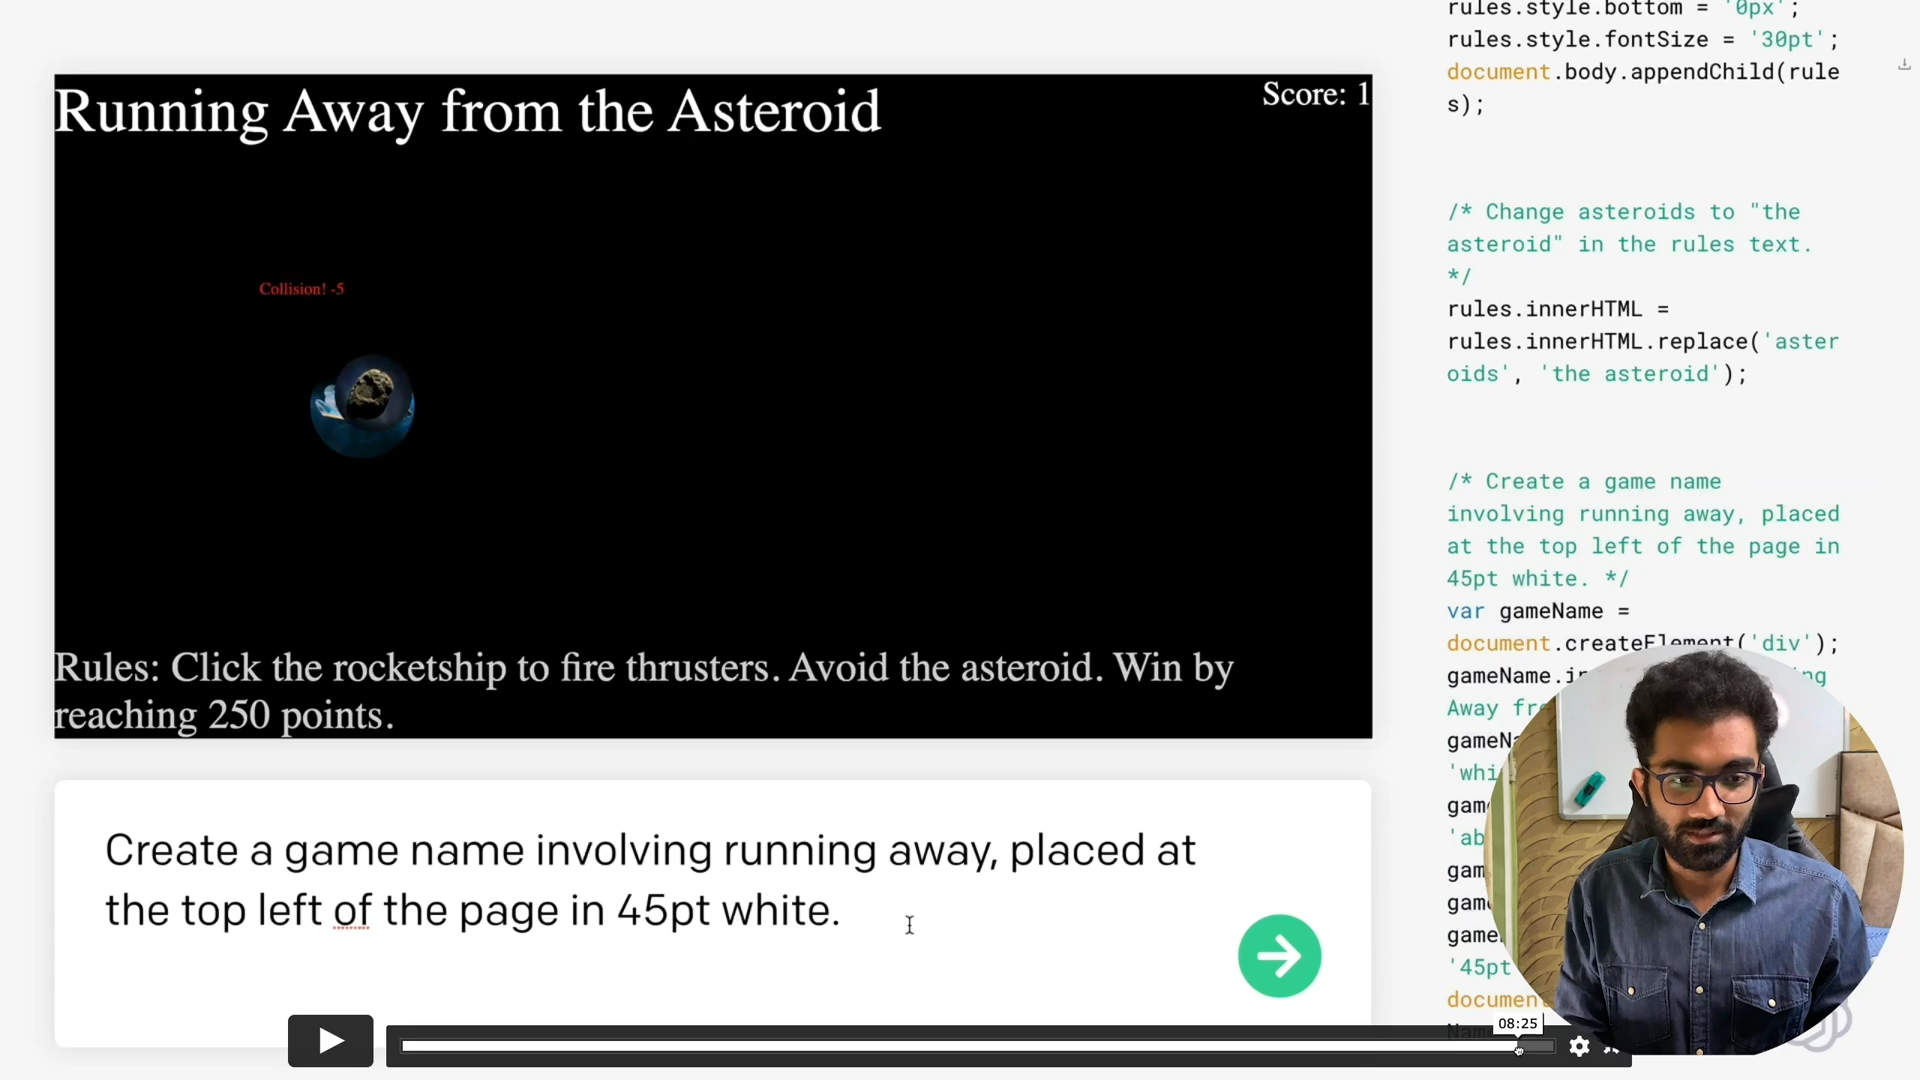 Running Away from the Asteroid
Score: 1
Collision! -5
Rules: Click the rocketship to fire thrusters. Avoid the asteroid. Win by
reaching 250 points.
Create a game name involving running away, placed at
the top left of the page in 45pt white.
08:25
rules.style.bottom = '0px';
rules.style.fontSize = '30pt';
document.body.appendChild(rule
s);
/* Change asteroids to "the
asteroid" in the rules text.
*/
rules.innerHTML =
rules.innerHTML.replace('aster
oids', 'the asteroid');
/* Create a game name
involving running away, placed
at the top left of the page in
45pt white. */
var gameName =
document.createElement('div');
Away
'45pt